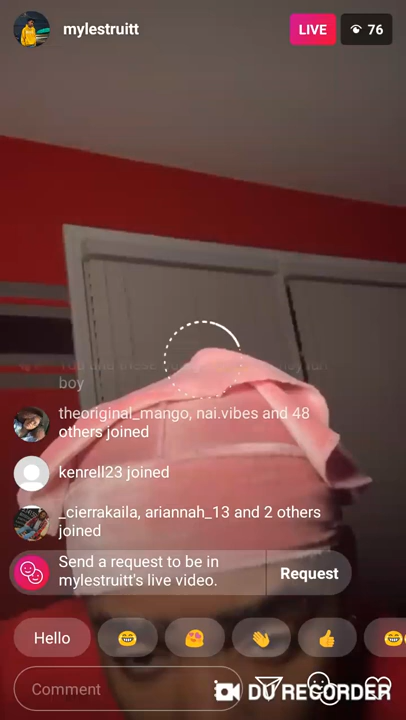 mylestruitt
LIVE
76
boy
theoriginal_mango, nai.vibes and 48
others joined
kenrell23 joined
_cierrakaila, ariannah_13 and 2 others
joined
Send a request to be in
mylestruitt's live video.
Request
Hello
Comment
DU RECORDER